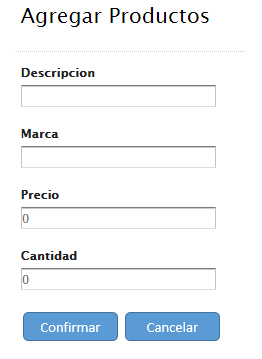 Agregar Productos
Descripcion
Marca
Precio
0
Cantidad
0
Confirmar Cancelar